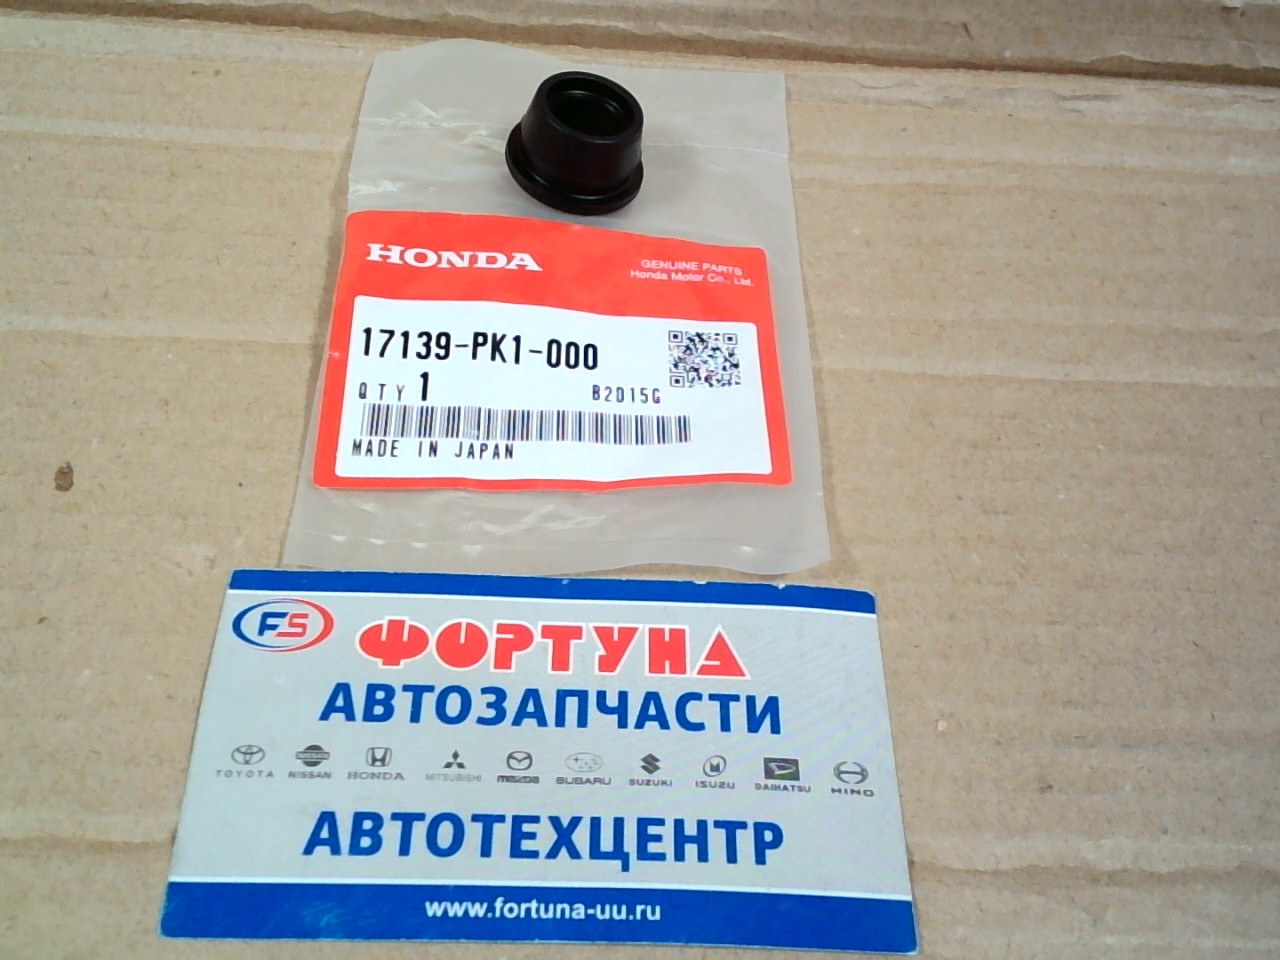 HONDA
GENUINE PARTS
Honda Motor Co., Ltd.
17139-PK1-000
QTY 1
B2D15G
MADE IN JAPAN
FS
ФОРТУНА
АВТОЗАПЧАСТИ
TOYOTA NISSAN HONDA MITSUBISHI mazda SUBARU SUZUKI ISUZU DAIHATSU HINO
АВТОТЕХЦЕНТР
www.fortuna-uu.ru